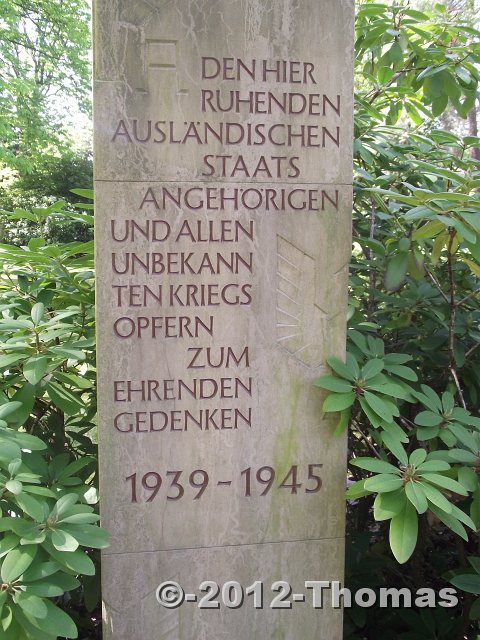 DEN HIER
RUHENDEN
AUSLÄNDISCHEN
STAATS
ANGEHÖRIGEN
UND ALLEN
UNBEKANN
TEN KRIEGS
OPFERN
ZUM
EHRENDEN
GEDENKEN
1939-1945
©-2012-Thomas